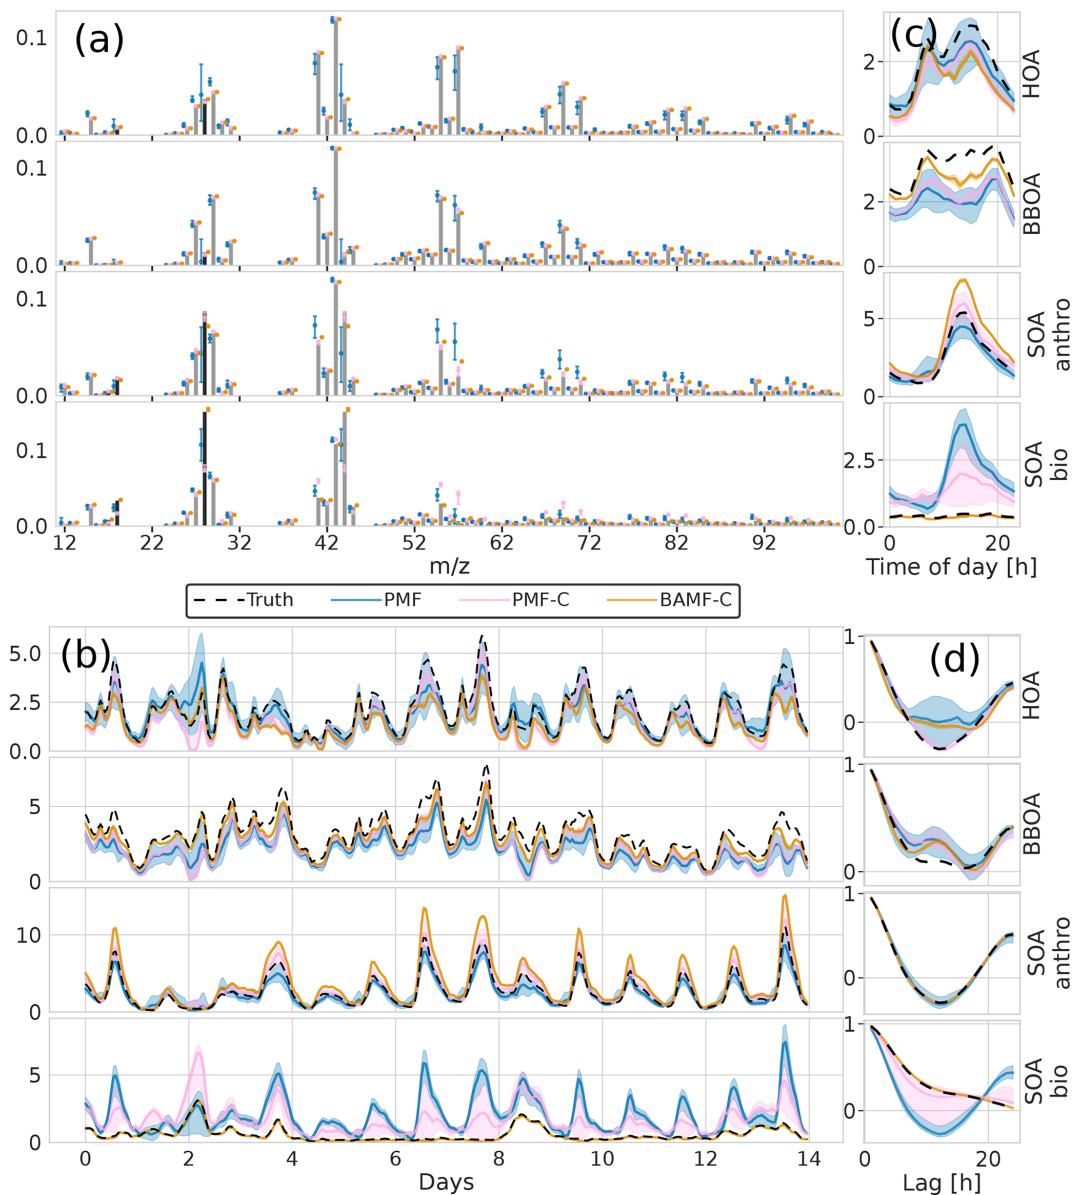 (a)
0.1
0.0
0.1
0.0
0.1
0.0
0.1
0.0
12 22 32 42 52 62 72 82 92
m/z
(c)
2
0
HOA
2
0
BBOA
5
0
SOA
anthro
2.5
0.0
SOA
bio
0 20
Time of day [h]
Truth PMF PMF-C BAMF-C
(b)
5.0
2.5
0.0
5
0
10
0
5
0
0 2 4 6 8 10 12 14
Days
(d)
1
0
HOA
1
0
BBOA
1
0
SOA
anthro
1
0
SOA
bio
0 20
Lag [h]